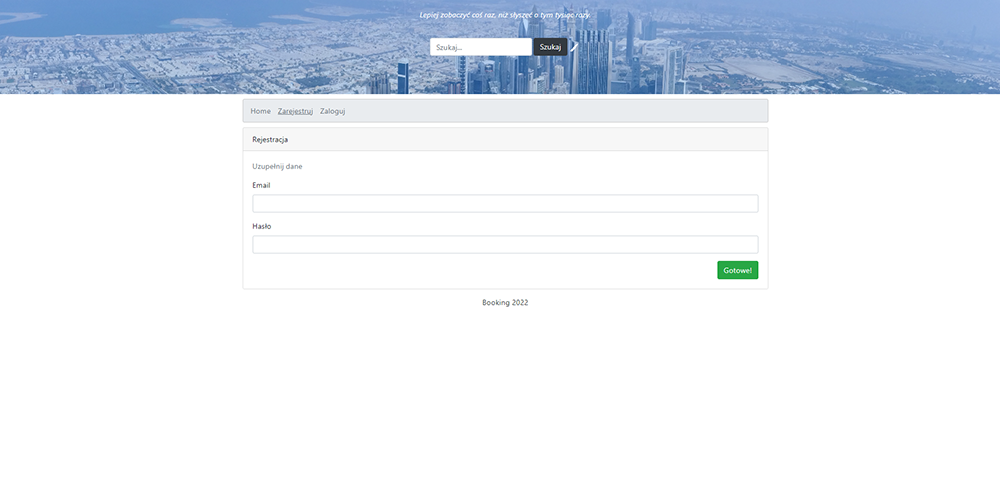 Lepiej zobaczyć coś raz, niż słyszeć o tym tysiąc razy.
Szukaj... Szukaj
Home Zarejestruj Zaloguj
Rejestracja
Uzupełnij dane
Email
Hasło
Gotowe!
Booking 2022